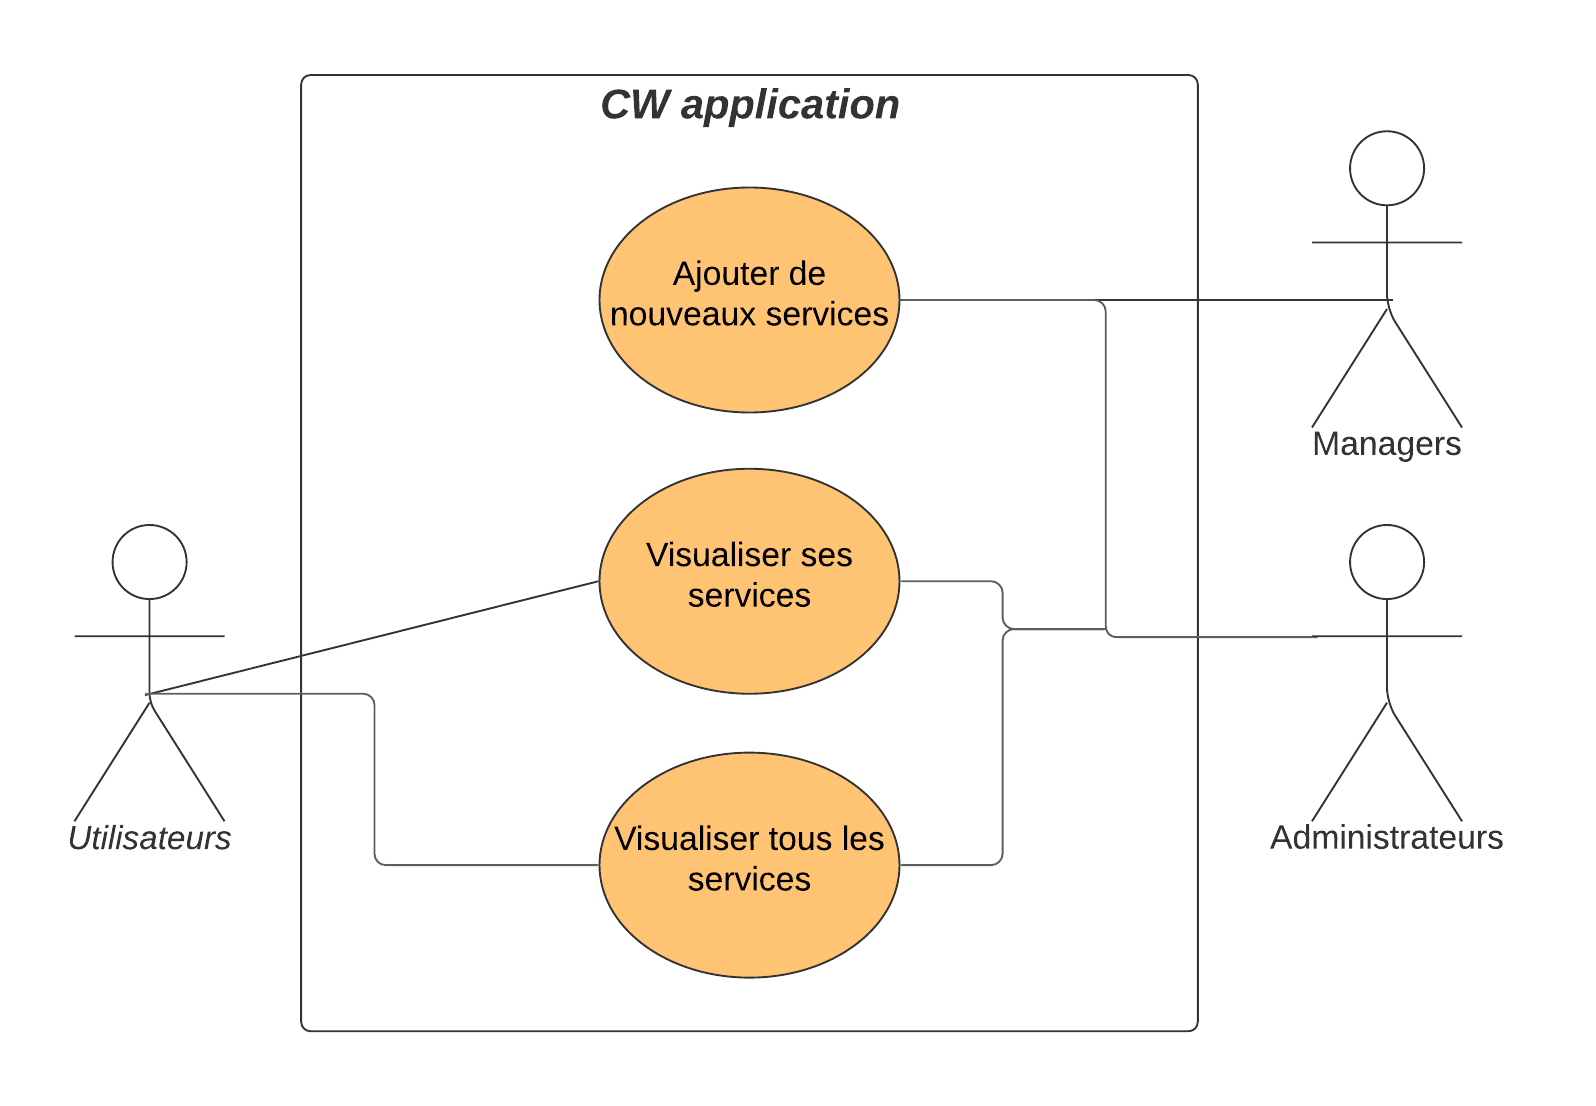 CW application
Ajouter de
nouveaux services
Managers
Visualiser ses
services
Utilisateurs
Visualiser tous les
services
Administrateurs